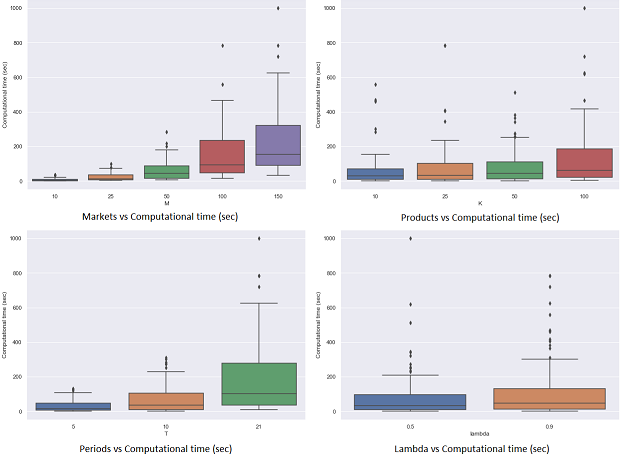 1000
800
600
400
200
0
Computational time (sec)
10 25 50 100 150
M
Markets vs Computational time (sec)
1000
800
600
400
200
0
Computational time (sec)
10 25 50 100
K
Products vs Computational time (sec)
1000
800
600
400
200
0
Computational time (sec)
5 10 21
T
Periods vs Computational time (sec)
1000
800
600
400
200
0
Computational time (sec)
0.5 0.9
lambda
Lambda vs Computational time (sec)